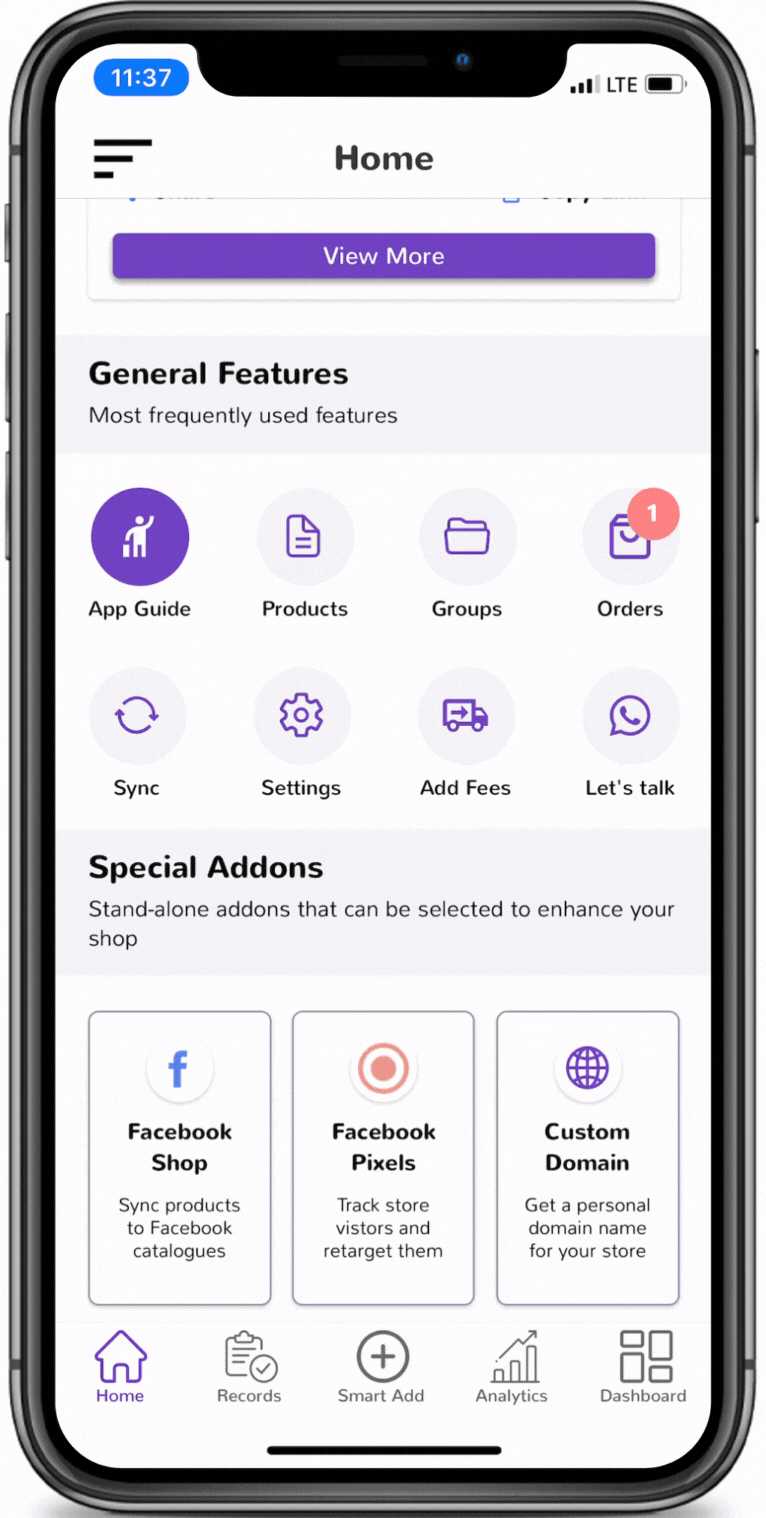 11:37
LTE
Home
View More
General Features
Most frequently used features
1
App Guide
Products
Groups
Orders
Sync
Settings
Add Fees
Let's talk
Special Addons
Stand-alone addons that can be selected to enhance your
shop
f
Facebook
Shop
Sync products
to Facebook
catalogues
Facebook
Pixels
Track store
vistors and
retarget them
Custom
Domain
Get a personal
domain name
for your store
Home
Records
Smart Add
Analytics
Dashboard